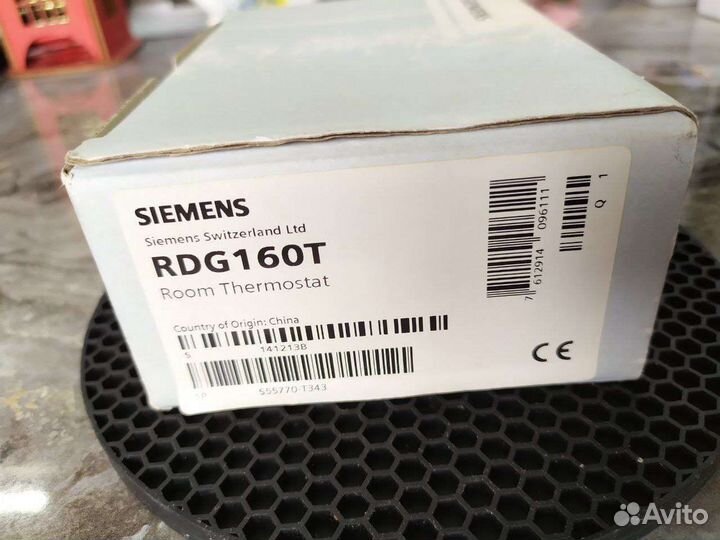 SIEMENS
Siemens Switzerland Ltd
RDG160T
Room Thermostat
Country of Origin: China
S 141213B
1P S55770-T343
7 612914 096111
Q 1
CE
Avito